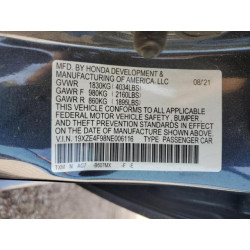 MFD. BY HONDA DEVELOPMENT &
MANUFACTURING OF AMERICA, LLC 08/21
GVWR 1830KG( 4034LBS)
GAWR F 980KG( 2160LBS)
GAWR R 860KG( 1895LBS)
THIS VEHICLE CONFORMS TO ALL APPLICABLE
FEDERAL MOTOR VEHICLE SAFETY, BUMPER,
AND THEFT PREVENTION STANDARDS IN EFFECT
ON THE DATE OF MANUFACTURE SHOWN ABOVE.
V.I.N. 19XZE4F98NE006116 TYPE: PASSENGER CAR